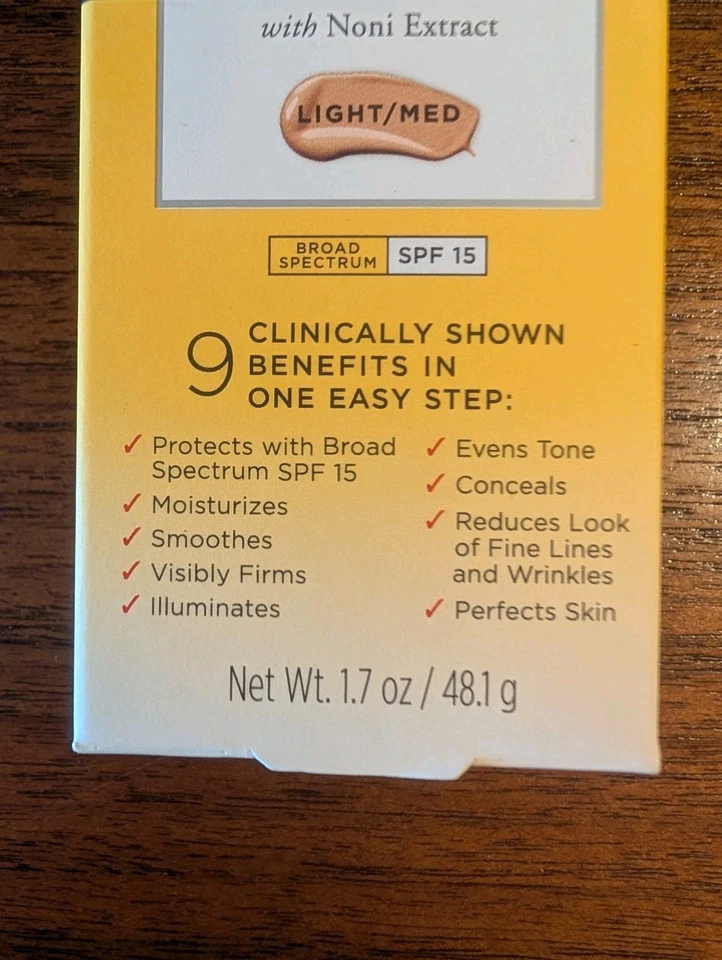 with Noni Extract
LIGHT/MED
BROAD
SPECTRUM
SPF 15
9
CLINICALLY SHOWN
BENEFITS IN
ONE EASY STEP:
✓ Protects with Broad
Spectrum SPF 15
✓ Moisturizes
✓ Smoothes
✓ Visibly Firms
✓ Illuminates
✓ Evens Tone
✓ Conceals
✓ Reduces Look
of Fine Lines
and Wrinkles
✓ Perfects Skin
Net Wt. 1.7 oz / 48.1 g